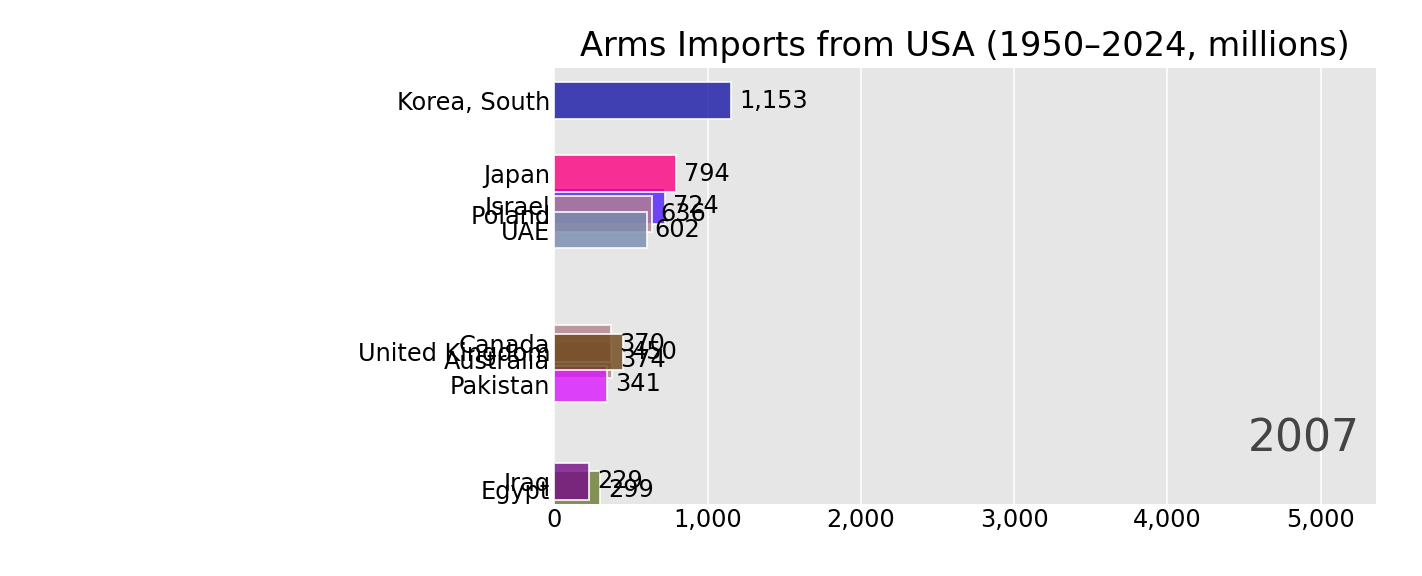 Arms Imports from USA (1950–2024, millions)
Korea, South 1,153
Japan 794
Israel 724
Poland 636
UAE 602
Canada 370
United Kingdom 450
Australia 374
Pakistan 341
2007
Iraq 229
Egypt 299
0 1,000 2,000 3,000 4,000 5,000